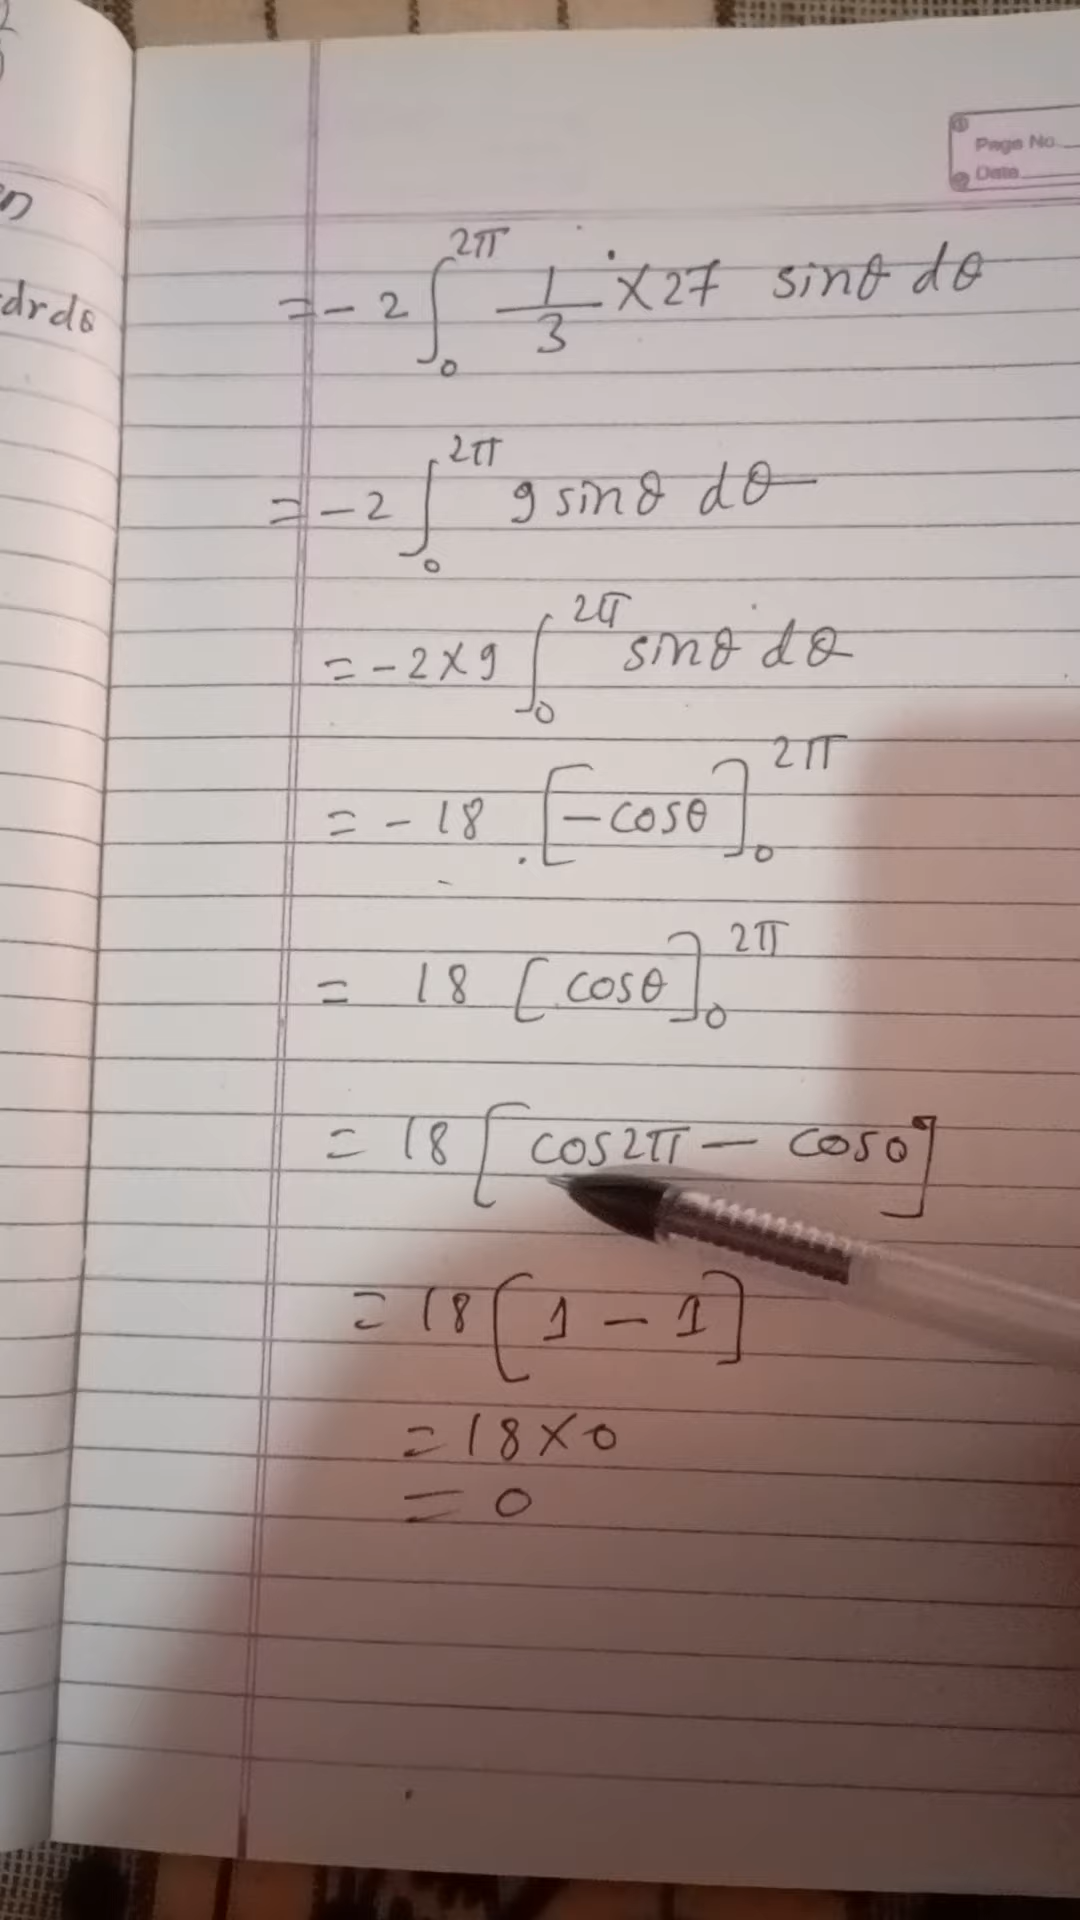 Page No.
Date
drdθ
= - 2 ∫₀^2π 1/3 × 27 sinθ dθ
= - 2 ∫₀^2π 9 sinθ dθ
= - 2 × 9 ∫₀^2π sinθ dθ
= - 18 . [-cosθ]₀^2π
= 18 [cosθ]₀^2π
= 18 [cos2π - cos0°]
= 18 [1 - 1]
= 18 × 0
= 0